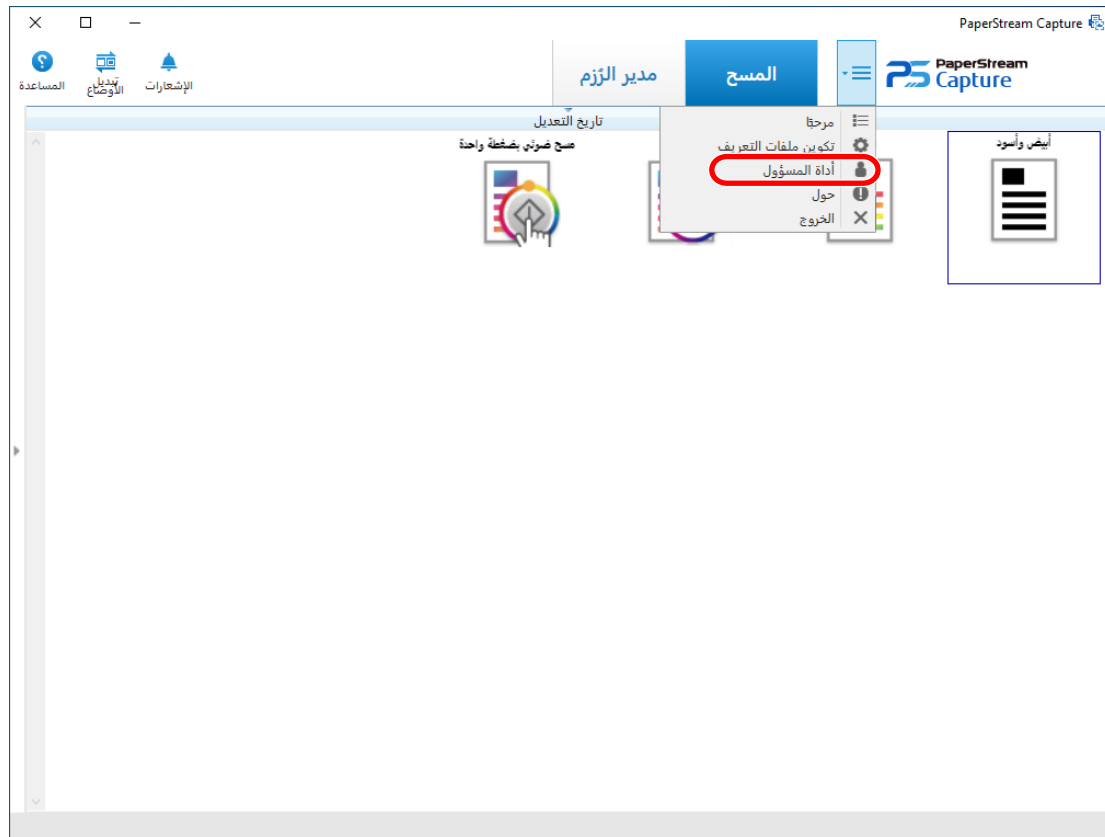 PaperStream Capture
PaperStream
Capture
المسح
مدير الرُزم
الإشعارات
تبديل
الأوضاع
المساعدة
تاريخ التعديل
مرحبًا
تكوين ملفات التعريف
أداة المسؤول
حول
الخروج
أبيض وأسود
مسح ضوئي بضغطة واحدة